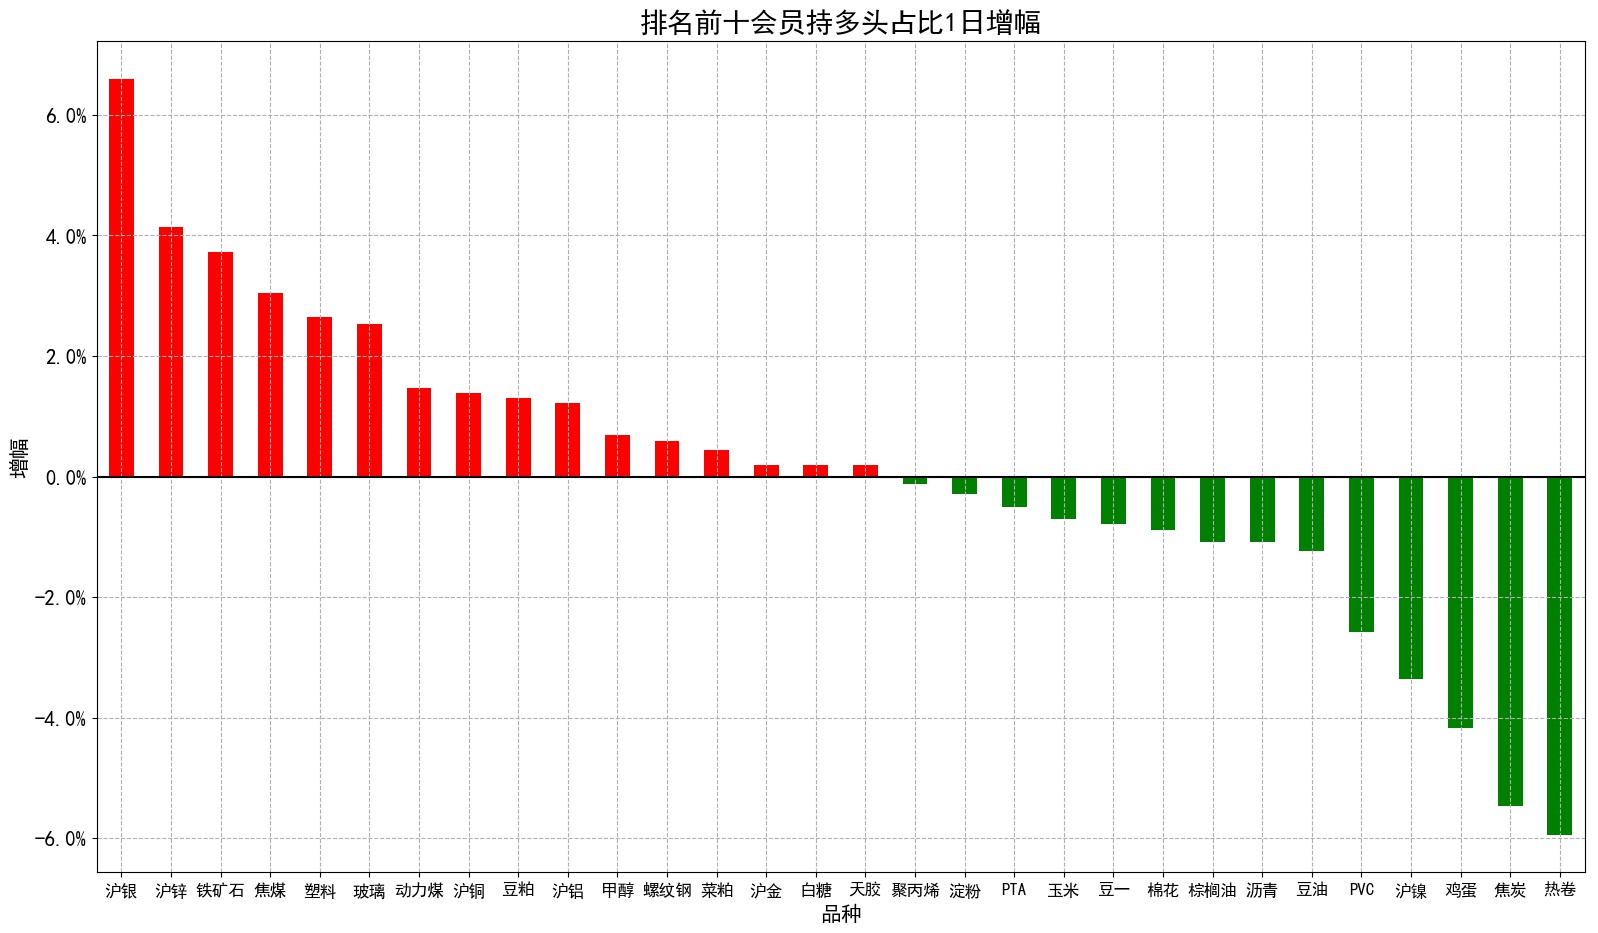 排名前十会员持多头占比1日增幅
6.0%
4.0%
2.0%
0.0%
-2.0%
-4.0%
-6.0%
增幅
沪银 沪锌 铁矿石 焦煤 塑料 玻璃 动力煤 沪铜 豆粕 沪铝 甲醇 螺纹钢 菜粕 沪金 白糖 天胶 聚丙烯 淀粉 PTA 玉米 豆一 棉花 棕榈油 沥青 豆油 PVC 沪镍 鸡蛋 焦炭 热卷
品种